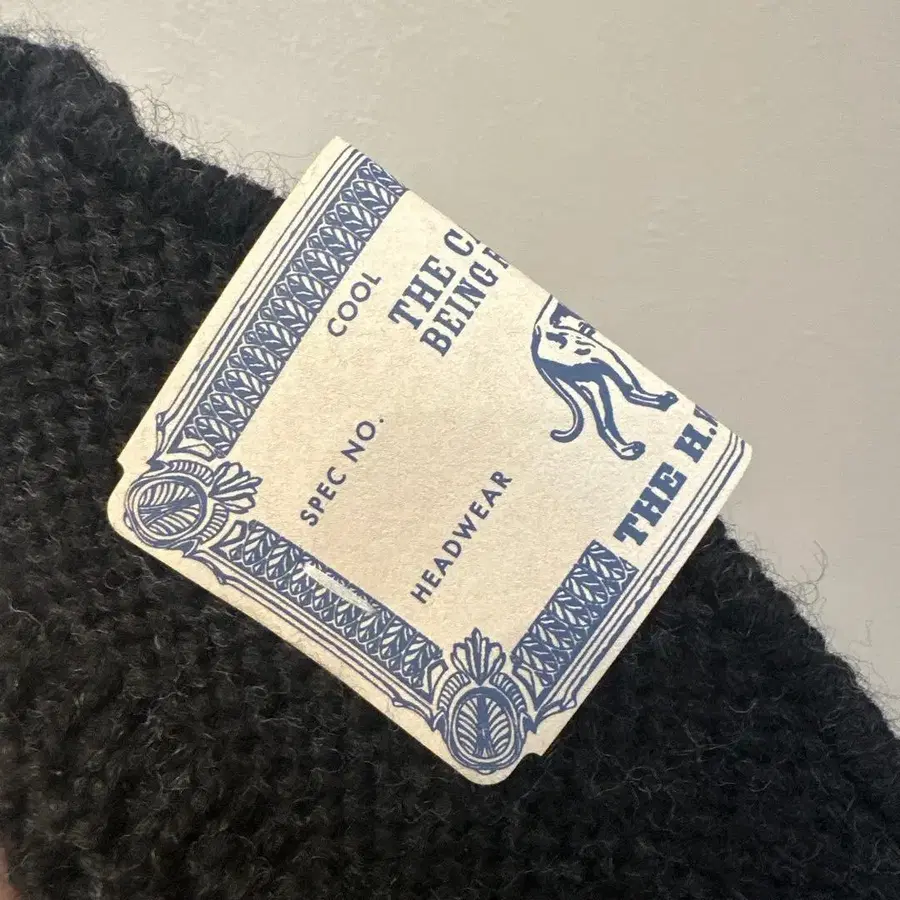 COOL
THE C
BEING
SPEC NO.
HEADWEAR
THE H.W